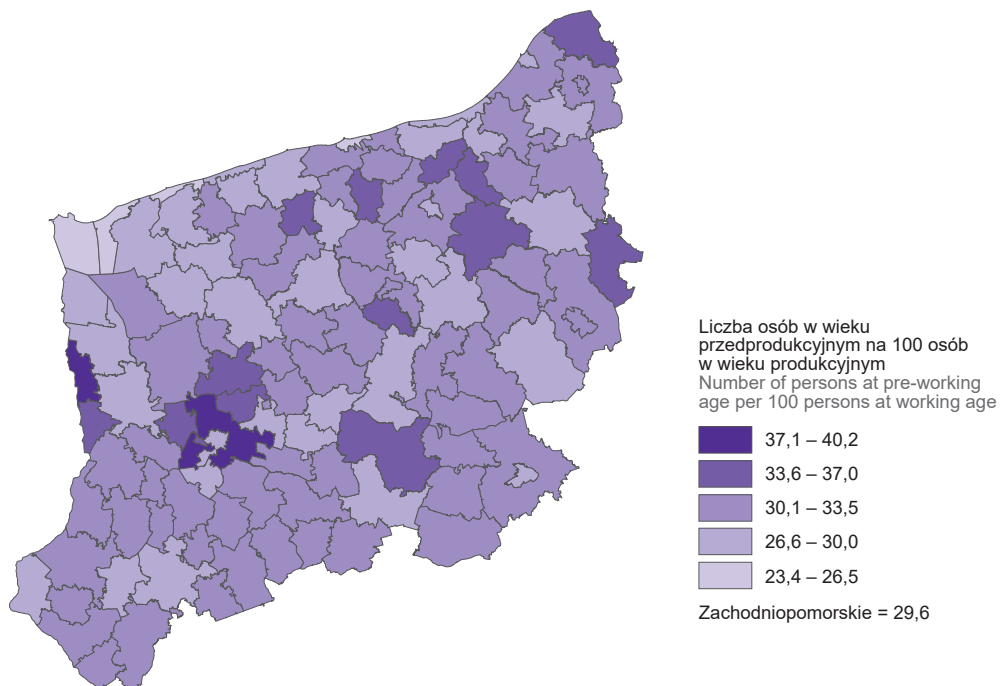 Liczba osób w wieku
przedprodukcyjnym na 100 osób
w wieku produkcyjnym
Number of persons at pre-working
age per 100 persons at working age
37,1 – 40,2
33,6 – 37,0
30,1 – 33,5
26,6 – 30,0
23,4 – 26,5
Zachodniopomorskie = 29,6